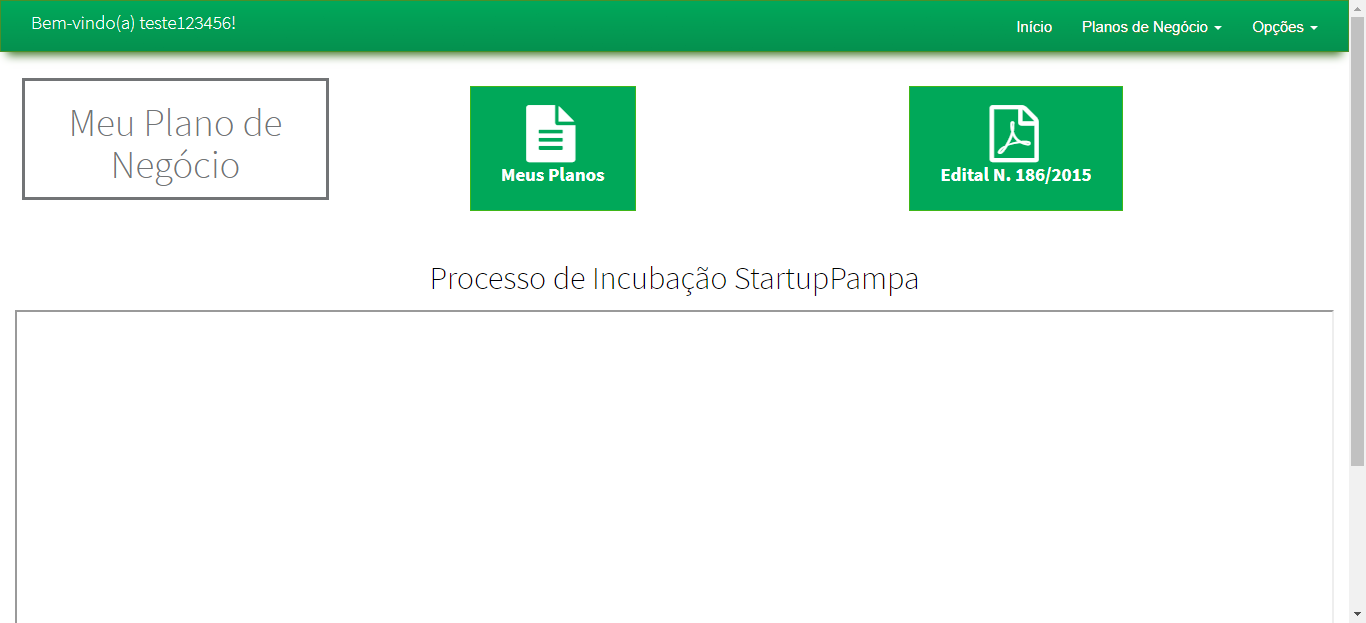 Bem-vindo(a) teste123456!
Início
Planos de Negócio
Opções
Meu Plano de
Negócio
Meus Planos
Edital N. 186/2015
Processo de Incubação StartupPampa